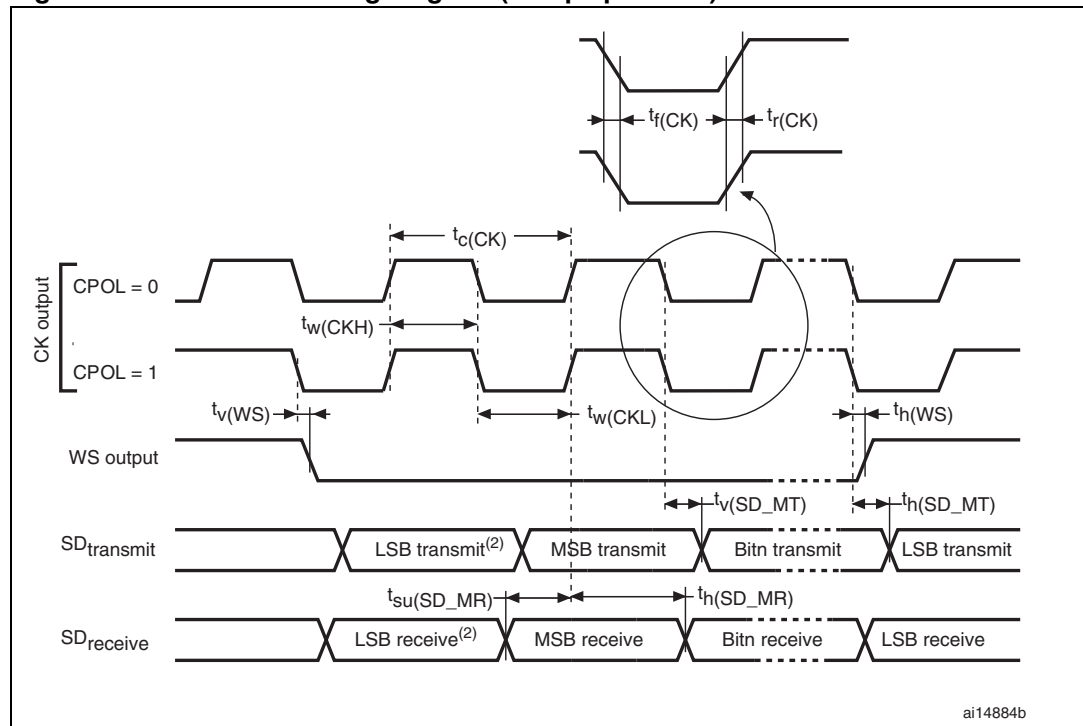 tf(CK)
tr(CK)
tc(CK)
CK output
CPOL = 0
tw(CKH)
CPOL = 1
tv(WS)
tw(CKL)
th(WS)
WS output
tv(SD_MT)
th(SD_MT)
SDtransmit
LSB transmit(2)
MSB transmit
Bitn transmit
LSB transmit
tsu(SD_MR)
th(SD_MR)
SDreceive
LSB receive(2)
MSB receive
Bitn receive
LSB receive
ai14884b